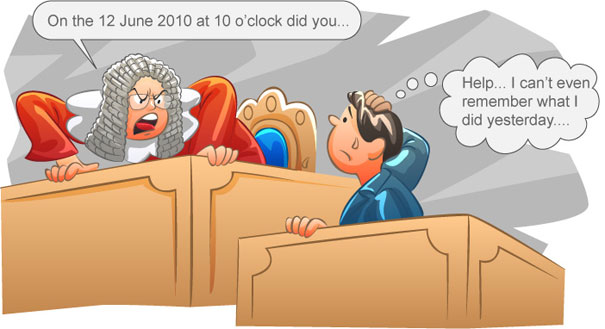 On the 12 June 2010 at 10 o'clock did you...
Help... I can't even
remember what I
did yesterday....